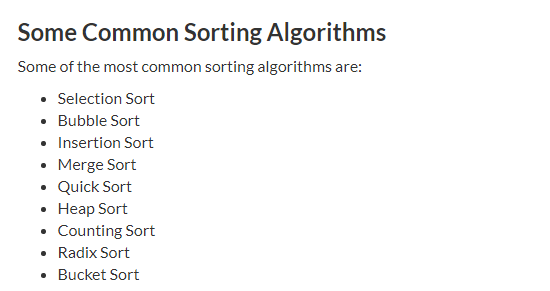 Some Common Sorting Algorithms
Some of the most common sorting algorithms are:
• Selection Sort
• Bubble Sort
• Insertion Sort
• Merge Sort
• Quick Sort
• Heap Sort
• Counting Sort
• Radix Sort
• Bucket Sort